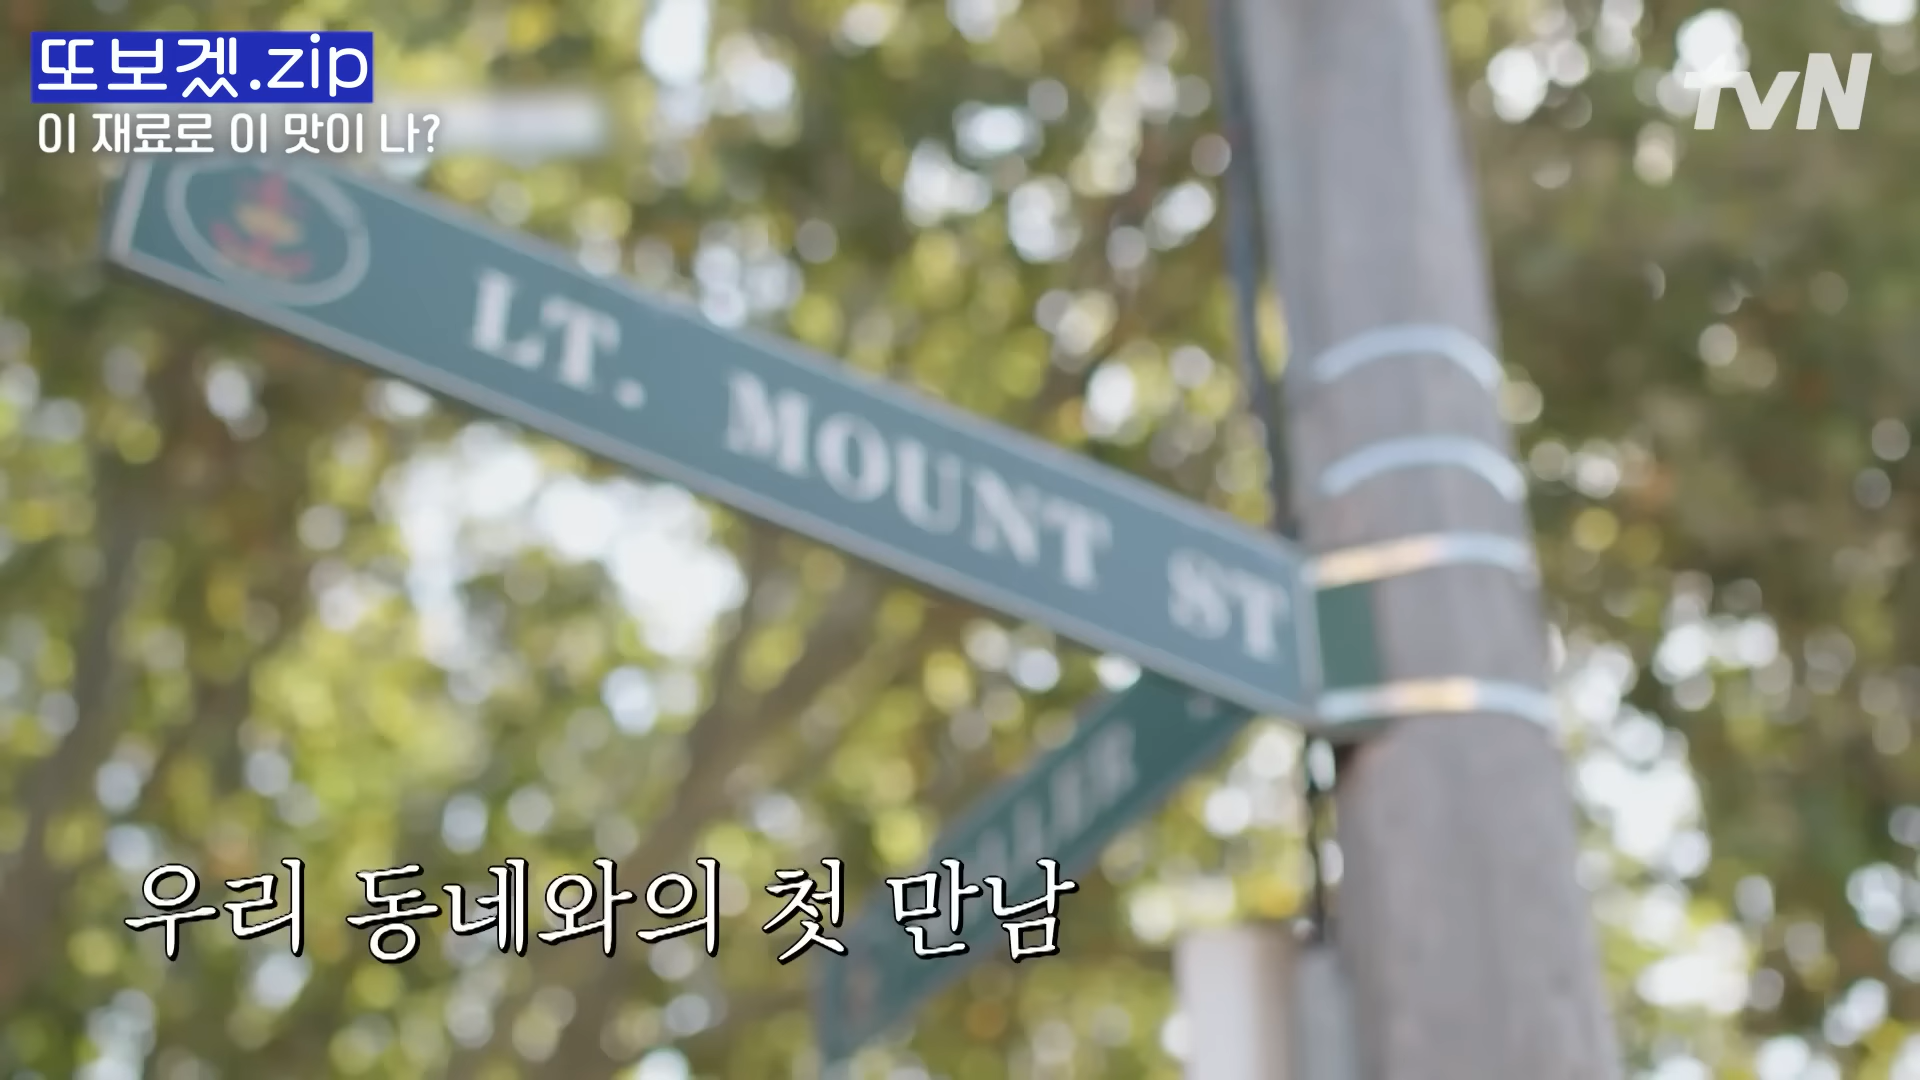 또보겠.zip
이 재료로 이 맛이 나?
tvN
LT. MOUNT ST
우리 동네와의 첫 만남